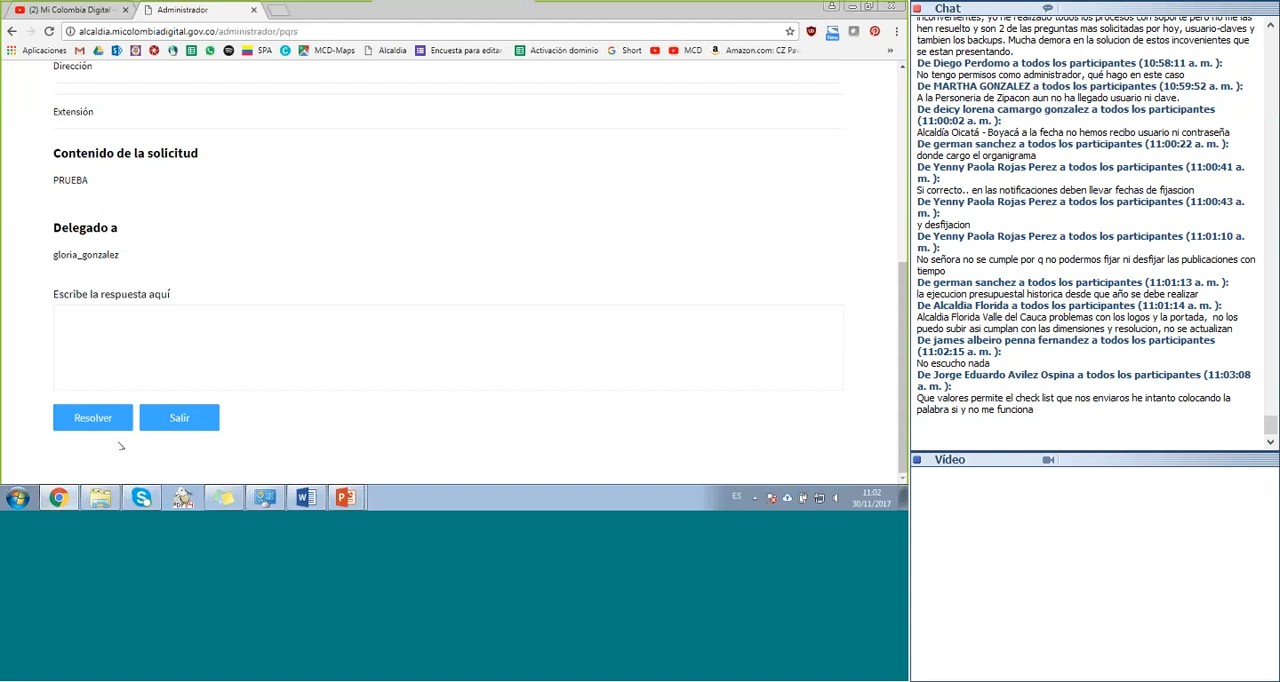 (2) Mi Colombia Digital -
Administrador
alcaldia.micolombiadigital.gov.co/administrador/pqrs
Aplicaciones
SPA
MCD-Maps
Alcaldia
Encuesta para editar
Activación dominio
Short
MCD
Amazon.com: CZ Pa
»
Dirección
Extensión
Contenido de la solicitud
PRUEBA
Delegado a
gloria_gonzalez
Escribe la respuesta aquí
Resolver
Salir
ES
11:02
30/11/2017
Chat
inconvenientes, yo he realizado todos los procesos con soporte pero no me las
hen resuelto y son 2 de las preguntas mas solicitadas por hoy, usuario-claves y
tambien los backups. Mucha demora en la solucion de estos incovenientes que
se estan presentando.
De Diego Perdomo a todos los participantes (10:58:11 a. m. ):
No tengo permisos como administrador, qué hago en este caso
De MARTHA GONZALEZ a todos los participantes (10:59:52 a. m. ):
A la Personeria de Zipacon aun no ha llegado usuario ni clave.
De deicy lorena camargo gonzalez a todos los participantes
(11:00:02 a. m. ):
Alcaldía Oicatá - Boyacá a la fecha no hemos recibo usuario ni contraseña
De german sanchez a todos los participantes (11:00:22 a. m. ):
donde cargo el organigrama
De Yenny Paola Rojas Perez a todos los participantes (11:00:41 a.
m. ):
Si correcto.. en las notificaciones deben llevar fechas de fijascion
De Yenny Paola Rojas Perez a todos los participantes (11:00:43 a.
m. ):
y desfijacion
De Yenny Paola Rojas Perez a todos los participantes (11:01:10 a.
m. ):
No señora no se cumple por q no podermos fijar ni desfijar las publicaciones con
tiempo
De german sanchez a todos los participantes (11:01:13 a. m. ):
la ejecucion presupuestal historica desde que año se debe realizar
De Alcaldia Florida a todos los participantes (11:01:14 a. m. ):
Alcaldia Florida Valle del Cauca problemas con los logos y la portada, no los
puedo subir asi cumplan con las dimensiones y resolucion, no se actualizan
De james albeiro penna fernandez a todos los participantes
(11:02:15 a. m. ):
No escucho nada
De Jorge Eduardo Avilez Ospina a todos los participantes (11:03:08
a. m. ):
Que valores permite el check list que nos enviaros he intanto colocando la
palabra si y no me funciona
Vídeo